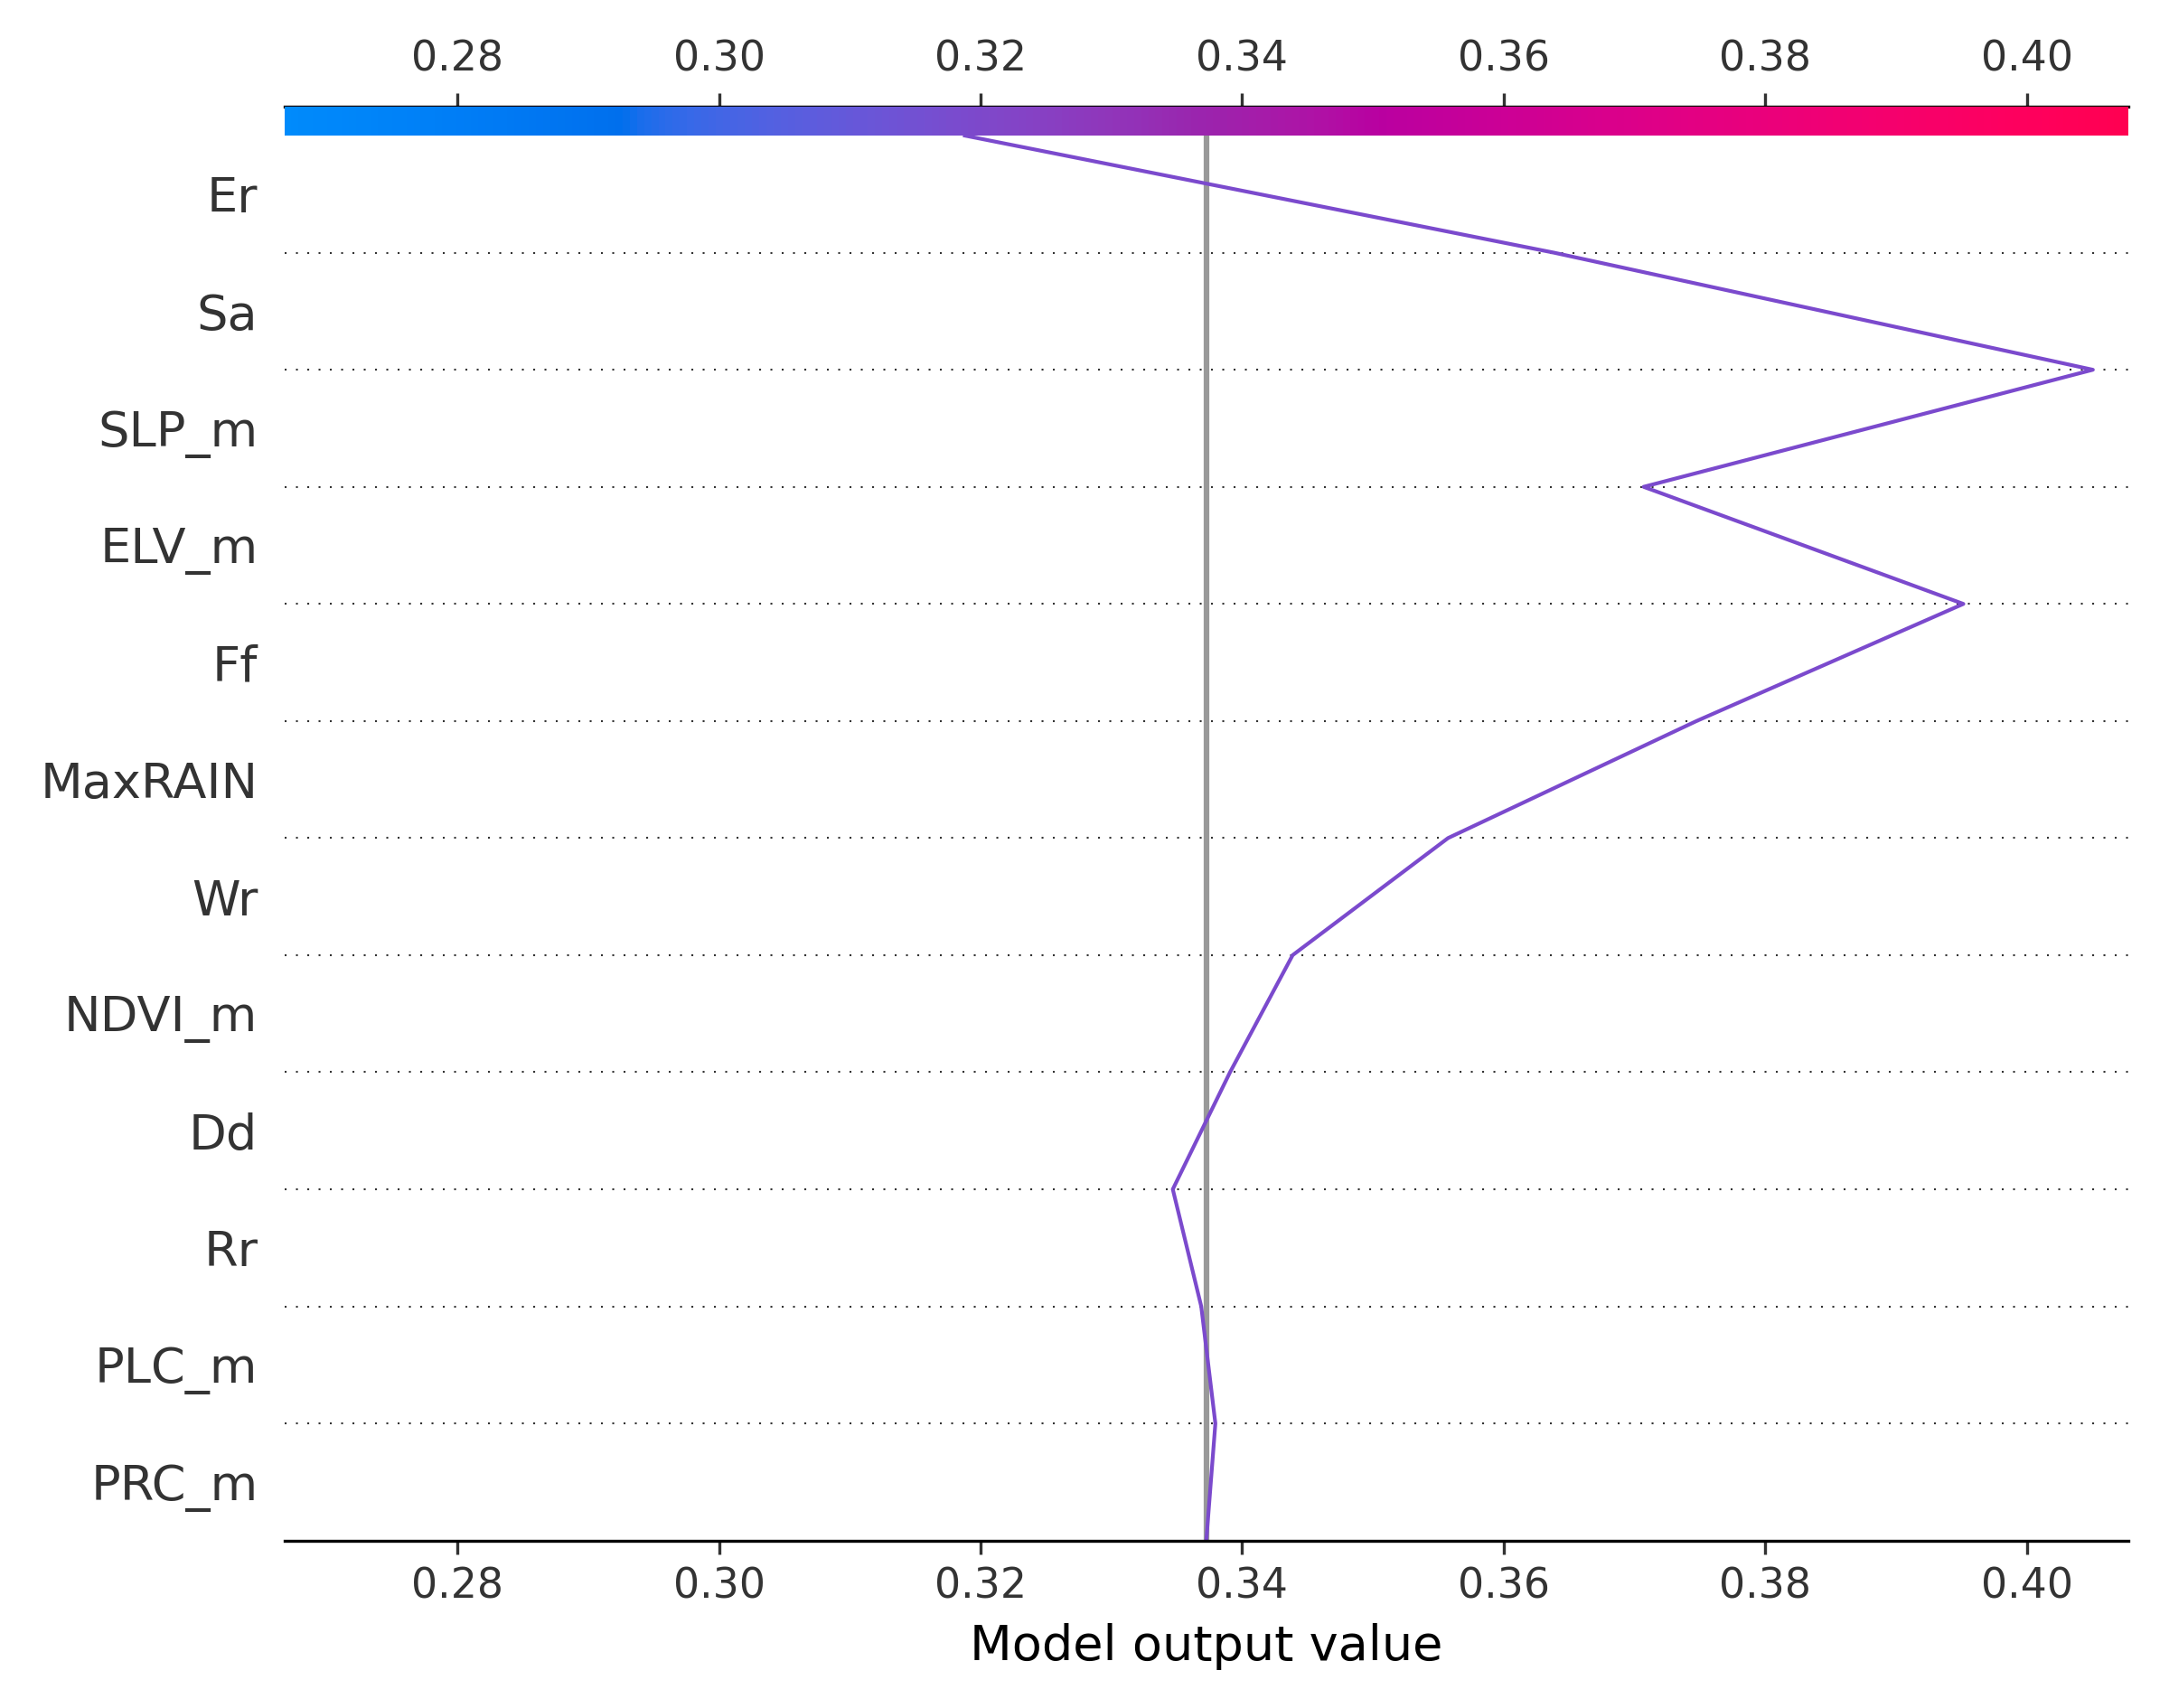 0.28 0.30 0.32 0.34 0.36 0.38 0.40
Er
Sa
SLP_m
ELV_m
Ff
MaxRAIN
Wr
NDVI_m
Dd
Rr
PLC_m
PRC_m
0.28 0.30 0.32 0.34 0.36 0.38 0.40
Model output value